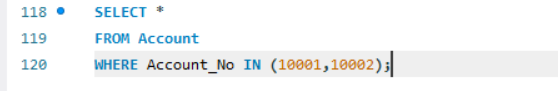 118 SELECT *
119 FROM Account
120 WHERE Account_No IN (10001,10002);